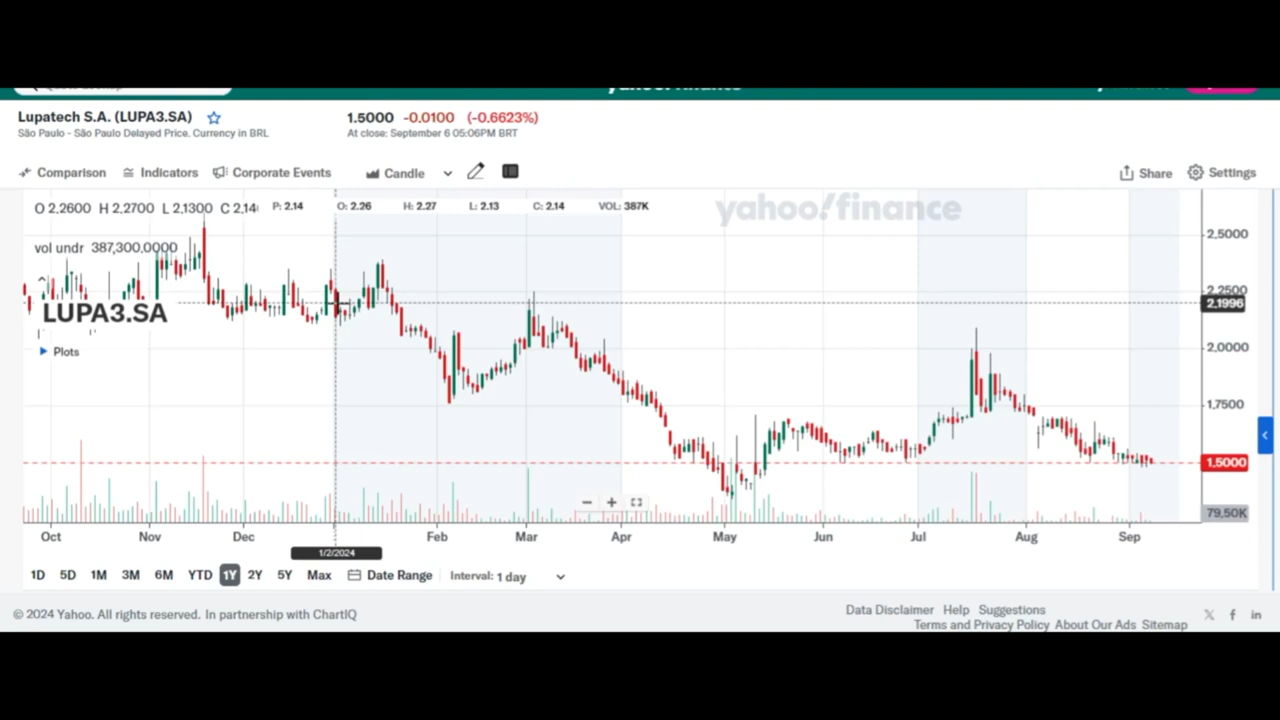 yahoo!finance
Lupatech S.A. (LUPA3.SA)
1.5000 -0.0100 (-0.6623%)
São Paulo - São Paulo Delayed Price. Currency in BRL
At close: September 6 05:06PM BRT
Comparison Indicators Corporate Events Candle Share Settings
O 2,2600 H 2,2700 L 2,1300 C 2,14 P: 2.14 O: 2.26 H: 2.27 L: 2.13 C: 2.14 VOL: 387K
yahoo!finance
2,5000
vol undr 387,300.0000
2,2500
2,1996
LUPA3.SA
2,0000
Plots
1,7500
1,5000
79,50K
Oct Nov Dec Feb Mar Apr May Jun Jul Aug Sep
1/2/2024
1D 5D 1M 3M 6M YTD 1Y 2Y 5Y Max Date Range Interval: 1 day
© 2024 Yahoo. All rights reserved. In partnership with ChartIQ
Data Disclaimer Help Suggestions
Terms and Privacy Policy About Our Ads Sitemap